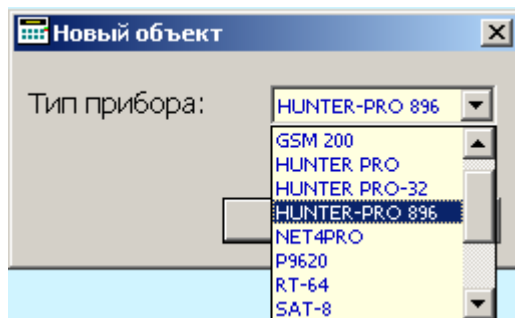 Новый объект
Тип прибора: HUNTER-PRO 896
GSM 200
HUNTER PRO
HUNTER PRO-32
HUNTER-PRO 896
NET4PRO
P9620
RT-64
SAT-8